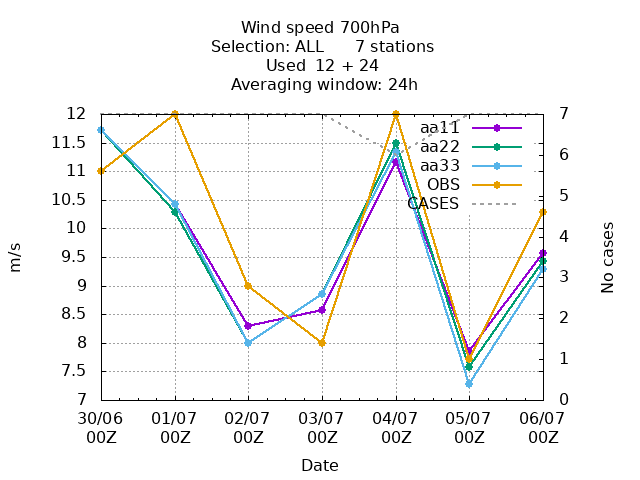 Wind speed 700hPa
Selection: ALL      7 stations
Used  12 + 24
Averaging window: 24h
12
11.5
11
10.5
10
9.5
9
8.5
8
7.5
7
m/s
7
6
5
4
3
2
1
0
No cases
aa11
aa22
aa33
OBS
CASES
30/06 01/07 02/07 03/07 04/07 05/07 06/07
00Z 00Z 00Z 00Z 00Z 00Z 00Z
Date